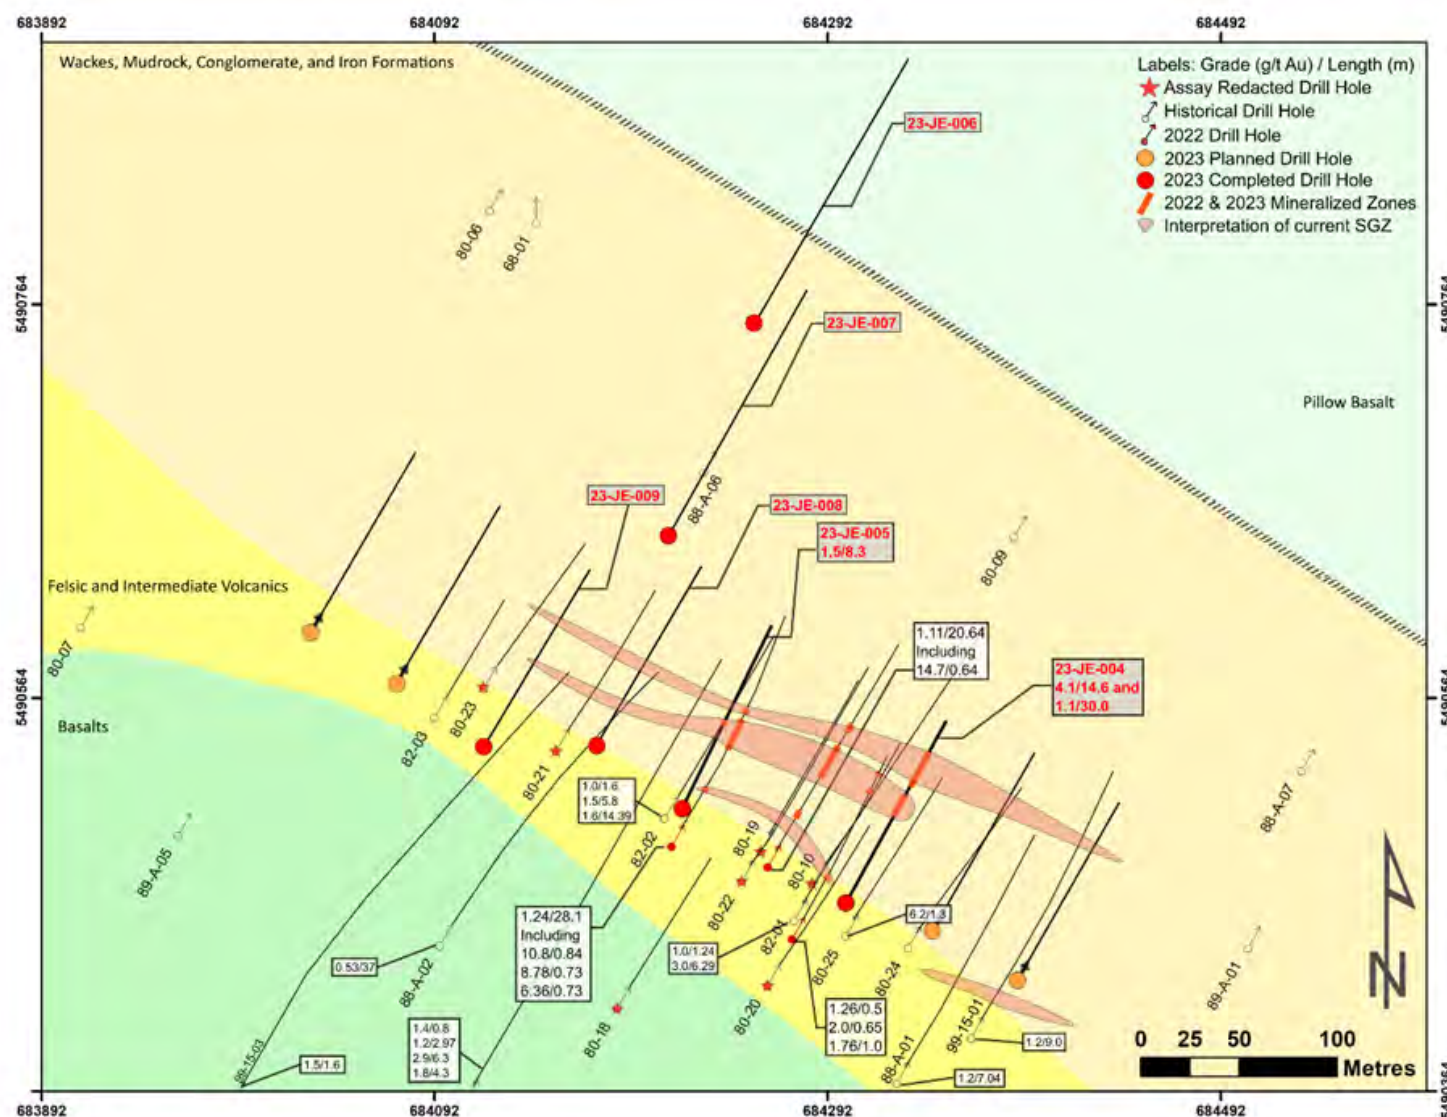 683892
684092
684292
684492
Wackes, Mudrock, Conglomerate, and Iron Formations
Labels: Grade (g/t Au) / Length (m)
Assay Redacted Drill Hole
Historical Drill Hole
2022 Drill Hole
2023 Planned Drill Hole
2023 Completed Drill Hole
2022 & 2023 Mineralized Zones
Interpretation of current SGZ
23-JE-006
80-06
68-01
5490764
5490764
23-JE-007
Pillow Basalt
88-A-06
23-JE-009
23-JE-008
23-JE-005
1.5/8.3
80-09
Felsic and Intermediate Volcanics
80-07
1.11/20.64
Including
14.7/0.64
23-JE-004
4.1/14.6 and
1.1/30.0
5490564
5490564
Basalts
82-03
80-23
80-21
1.0/1.6
1.5/5.8
1.6/14.39
82-02
80-19
80-10
88-A-07
89-A-05
80-22
82-01
80-25
6.2/1.3
80-24
89-A-01
1.24/28.1
Including
10.8/0.84
8.78/0.73
6.36/0.73
1.0/1.24
3.0/6.29
0.53/37
88-A-02
80-18
80-20
1.26/0.5
2.0/0.65
1.76/1.0
99-15-01
1.2/9.0
88-A-01
1.2/7.04
1.4/0.8
1.2/2.97
2.9/6.3
1.8/4.3
99-15-03
1.5/1.6
N
0 25 50 100
Metres
5490364
5490364
683892
684092
684292
684492